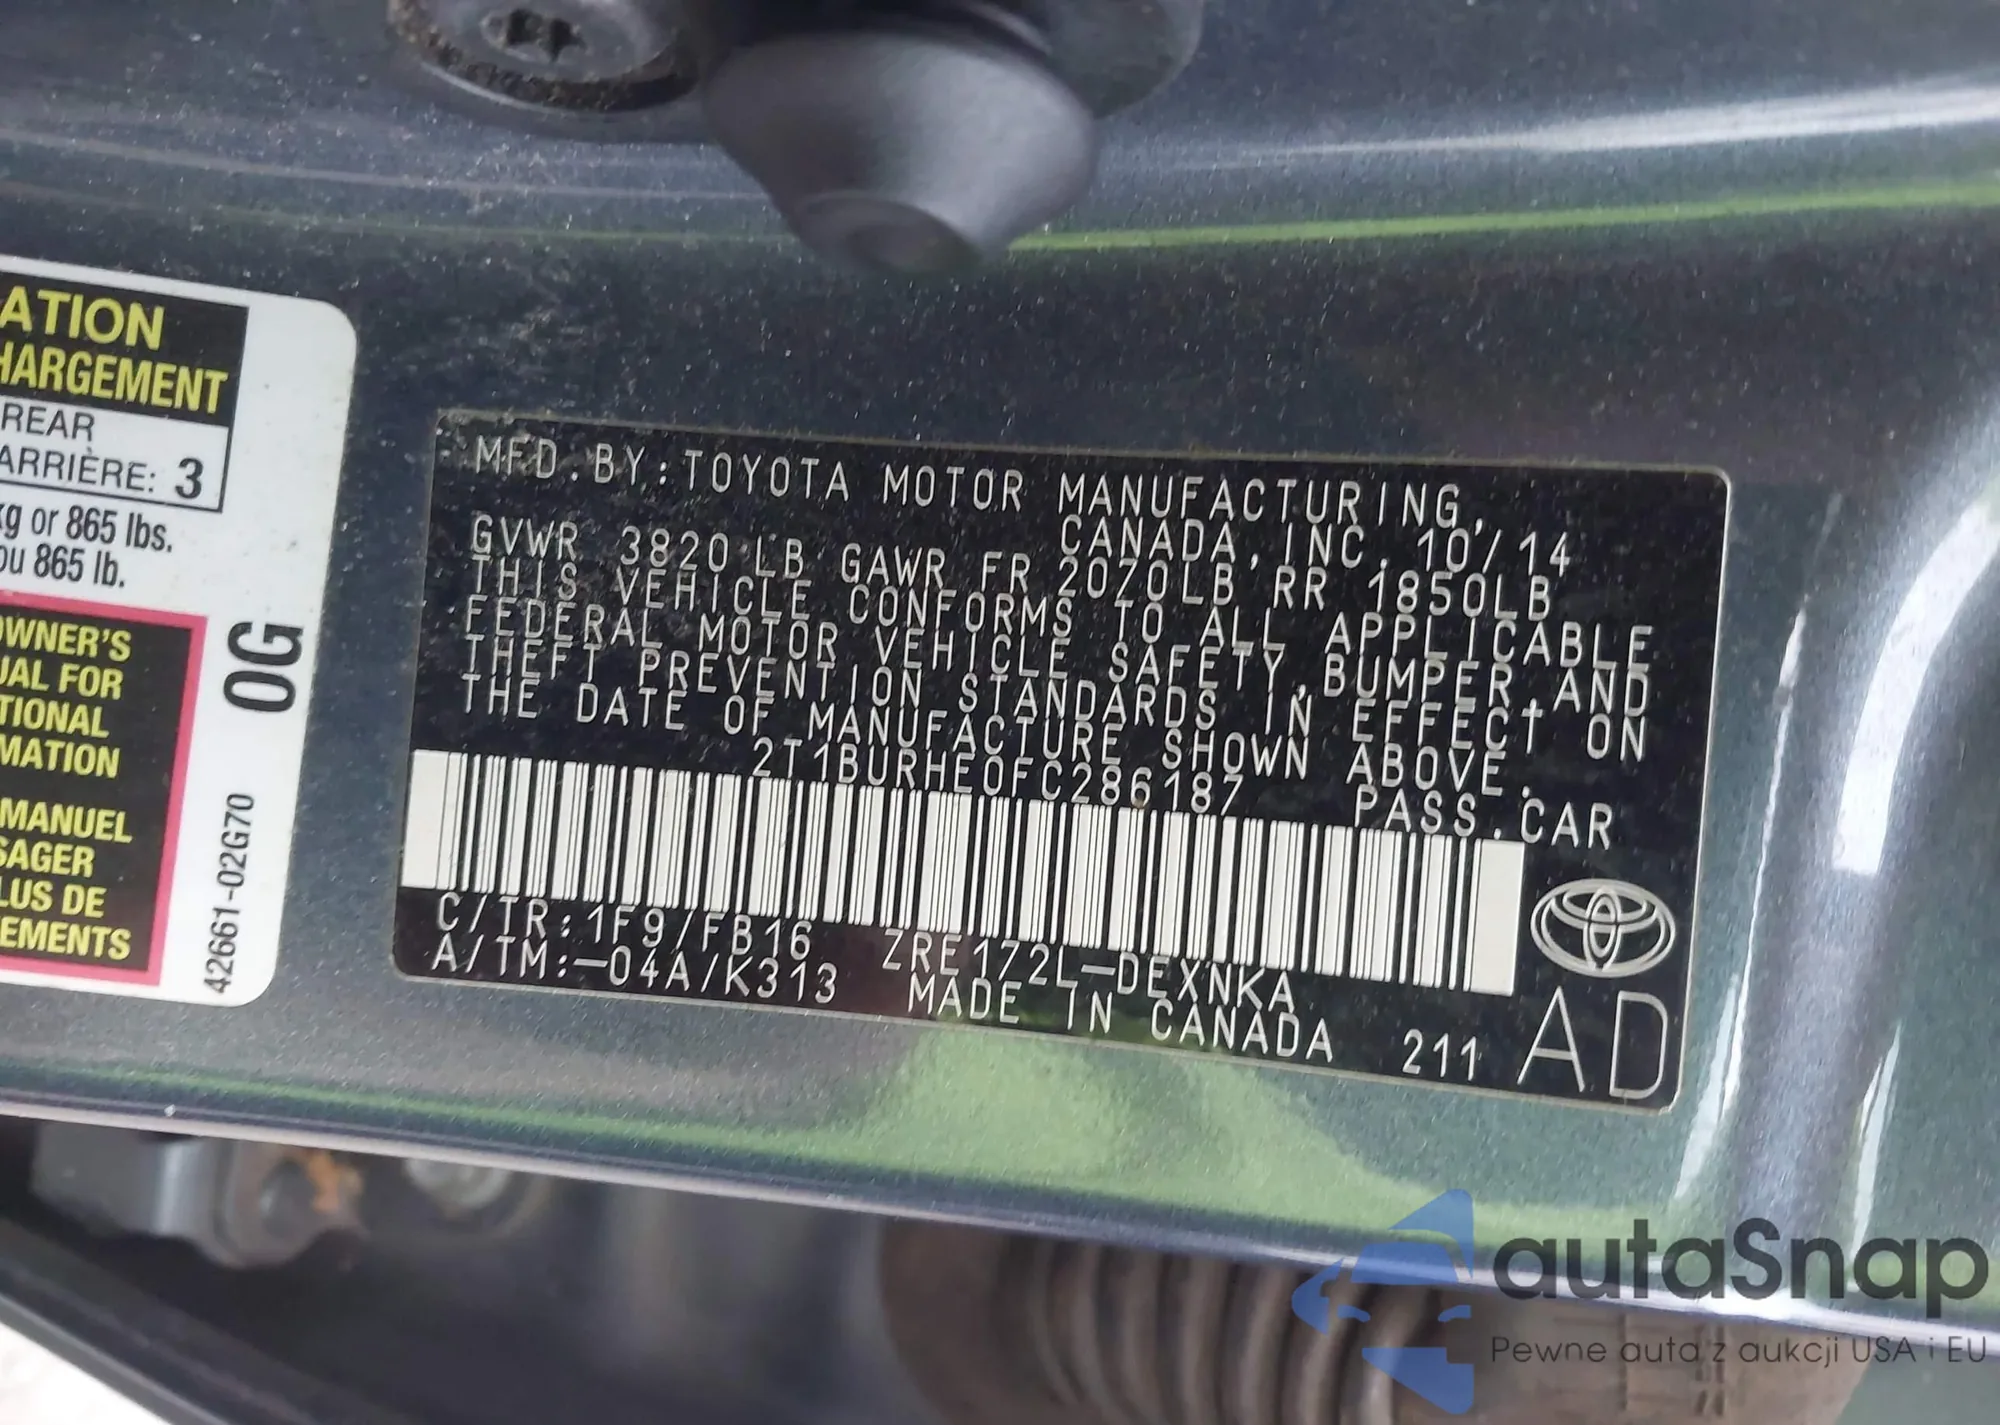 ATION
HARGEMENT
REAR
ARRIÈRE: 3
kg or 865 lbs.
ou 865 lb.
OWNER'S
UAL FOR
TIONAL
MATION
MANUEL
SAGER
LUS DE
EMENTS
42661-02G70 0G
MFD.BY:TOYOTA MOTOR MANUFACTURING,
CANADA,INC. 10/14
GVWR 3820 LB GAWR FR 2070LB RR 1850LB
THIS VEHICLE CONFORMS TO ALL APPLICABLE
FEDERAL MOTOR VEHICLE SAFETY,BUMPER,AND
THEFT PREVENTION STANDARDS IN EFFECT ON
THE DATE OF MANUFACTURE SHOWN ABOVE.
2T1BURHE0FC286187 PASS.CAR
C/TR:1F9/FB16 ZRE172L-DEXNKA
A/TM:-04A/K313 MADE IN CANADA 211 AD
autaSnap
Pewne auta z aukcji USA i EU